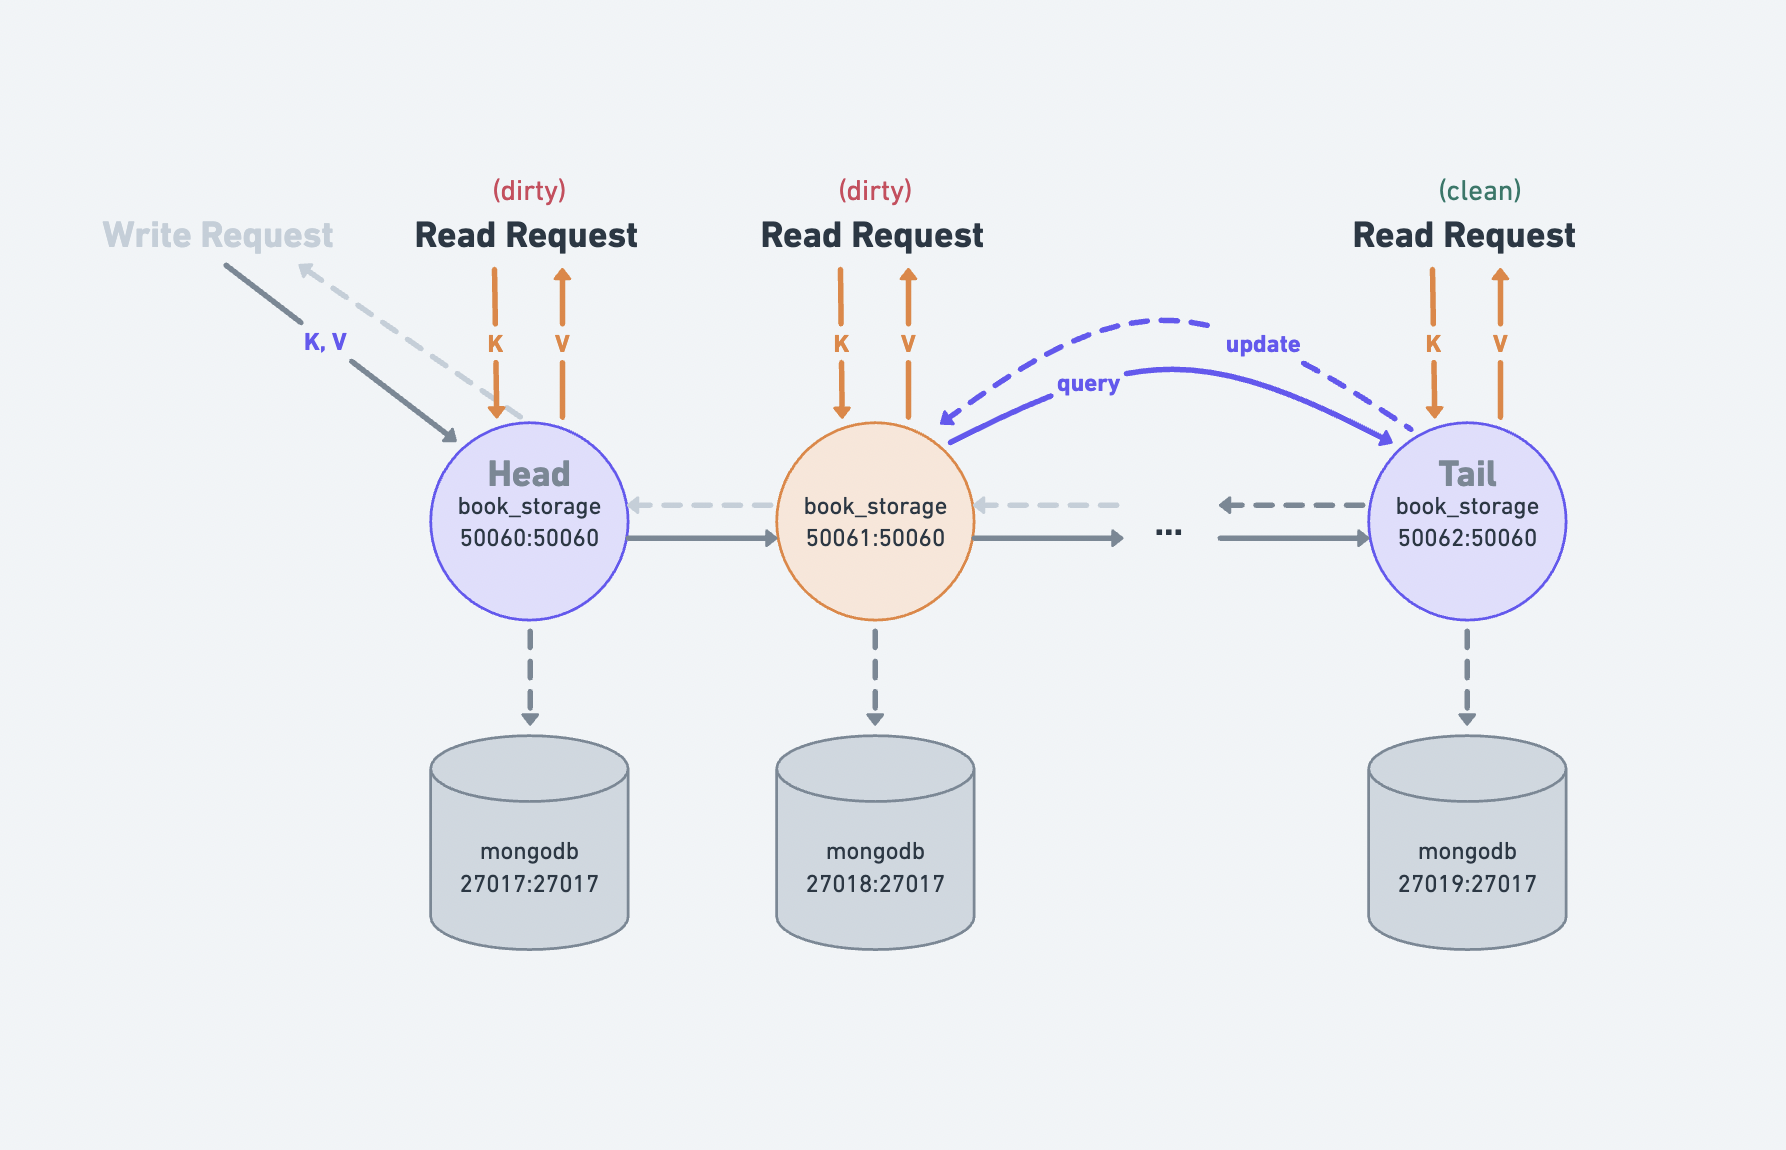 (dirty)
(dirty)
(clean)
Write Request
Read Request
Read Request
Read Request
K, V
K
V
K
V
update
query
K
V
Head
book_storage
50060:50060
book_storage
50061:50060
...
Tail
book_storage
50062:50060
mongodb
27017:27017
mongodb
27018:27017
mongodb
27019:27017